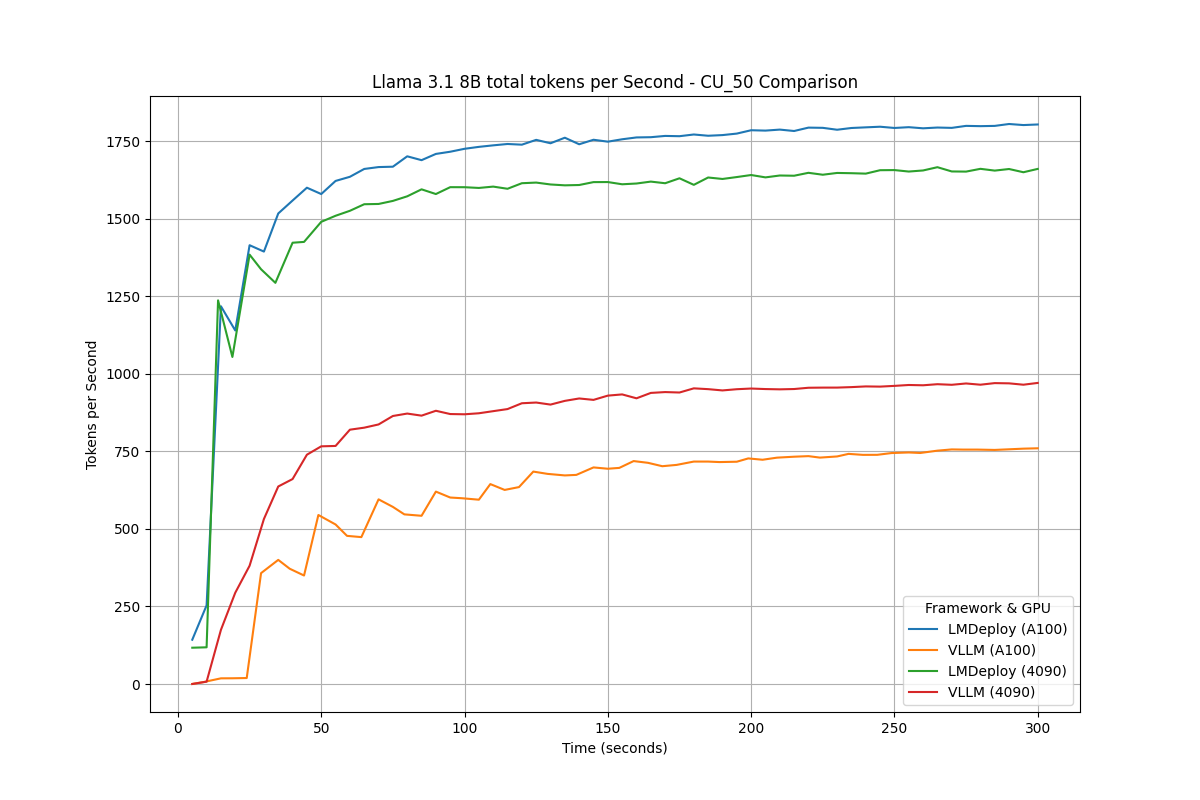 Llama 3.1 8B total tokens per Second - CU_50 Comparison
Tokens per Second
1750
1500
1250
1000
750
500
250
0
0 50 100 150 200 250 300
Time (seconds)
Framework & GPU
LMDeploy (A100)
VLLM (A100)
LMDeploy (4090)
VLLM (4090)